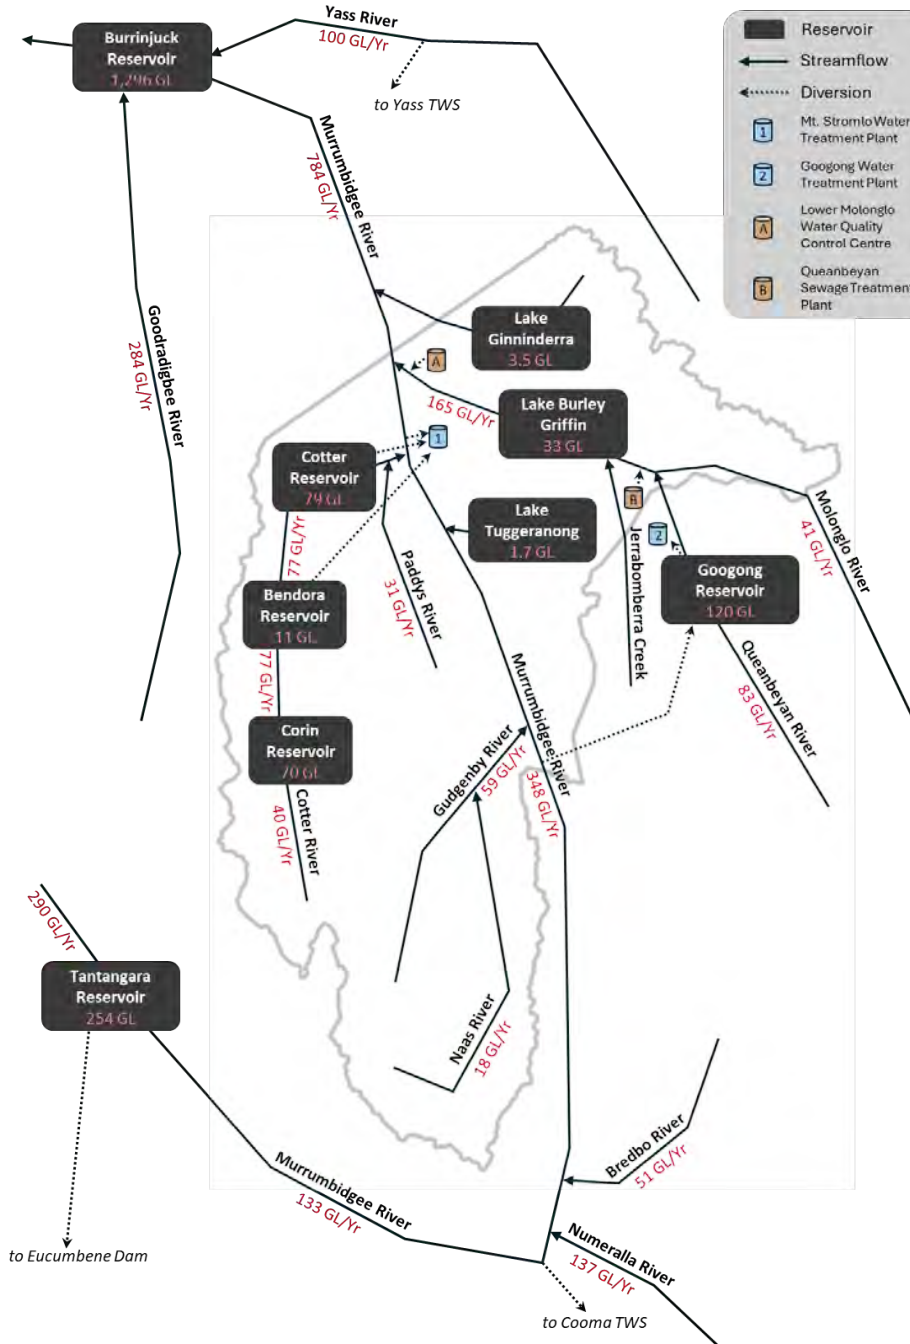 Yass River
100 GL/Yr
Burrinjuck
Reservoir
1,296 GL
to Yass TWS
Reservoir
Streamflow
Diversion
1
Mt. Stromlo Water
Treatment Plant
2
Googong Water
Treatment Plant
A
Lower Molonglo
Water Quality
Control Centre
B
Queanbeyan
Sewage Treatment
Plant
Murrumbidgee River
784 GL/Yr
Goodradigbee River
284 GL/Yr
Lake
Ginninderra
3.5 GL
A
165 GL/Yr
Lake Burley
Griffin
33 GL
1
Cotter
Reservoir
79 GL
77 GL/Yr
Lake
Tuggeranong
1.7 GL
B
2
Jerrabomberra Creek
Molonglo River
41 GL/Yr
Googong
Reservoir
120 GL
Queanbeyan River
83 GL/Yr
Paddys River
31 GL/Yr
Bendora
Reservoir
11 GL
77 GL/Yr
Corin
Reservoir
70 GL
Cotter River
40 GL/Yr
Murrumbidgee River
348 GL/Yr
Gudgenby River
59 GL/Yr
Naas River
18 GL/Yr
290 GL/Yr
Tantangara
Reservoir
254 GL
Murrumbidgee River
133 GL/Yr
Bredbo River
51 GL/Yr
Numeralla River
137 GL/Yr
to Eucumbene Dam
to Cooma TWS